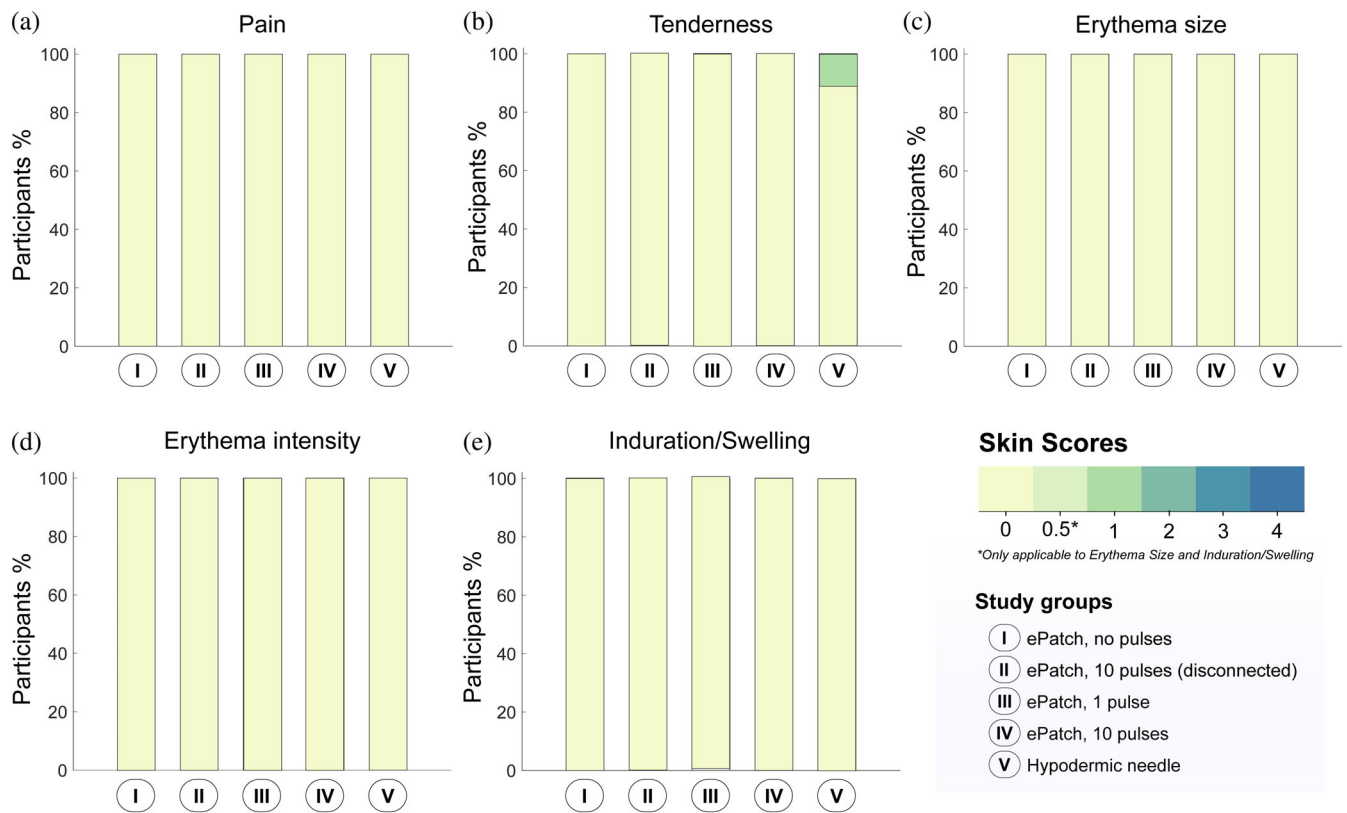 (a) Pain
Participants %
100
80
60
40
20
0
I II III IV V
(b) Tenderness
Participants %
100
80
60
40
20
0
I II III IV V
(c) Erythema size
Participants %
100
80
60
40
20
0
I II III IV V
(d) Erythema intensity
Participants %
100
80
60
40
20
0
I II III IV V
(e) Induration/Swelling
Participants %
100
80
60
40
20
0
I II III IV V
Skin Scores
0 0.5* 1 2 3 4
*Only applicable to Erythema Size and Induration/Swelling
Study groups
I ePatch, no pulses
II ePatch, 10 pulses (disconnected)
III ePatch, 1 pulse
IV ePatch, 10 pulses
V Hypodermic needle